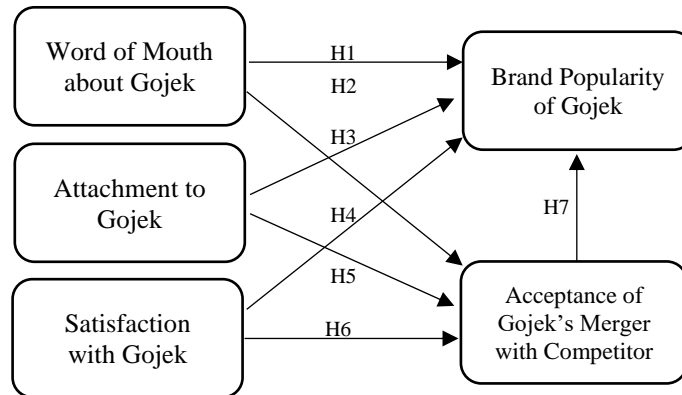 Word of Mouth
about Gojek
H1
H2
Brand Popularity
of Gojek
H3
Attachment to
Gojek
H4
H7
H5
Satisfaction
with Gojek
H6
Acceptance of
Gojek's Merger
with Competitor